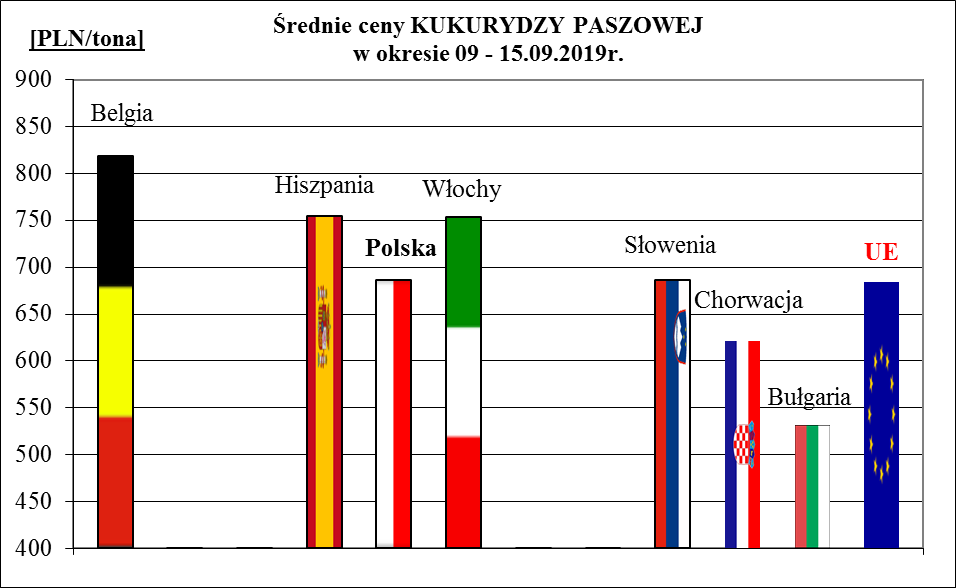 Średnie ceny KUKURYDZY PASZOWEJ
w okresie 09 - 15.09.2019r.
[PLN/tona]
900
850
800
750
700
650
600
550
500
450
400
Belgia
Hiszpania
Polska
Włochy
Słowenia
Chorwacja
Bułgaria
UE